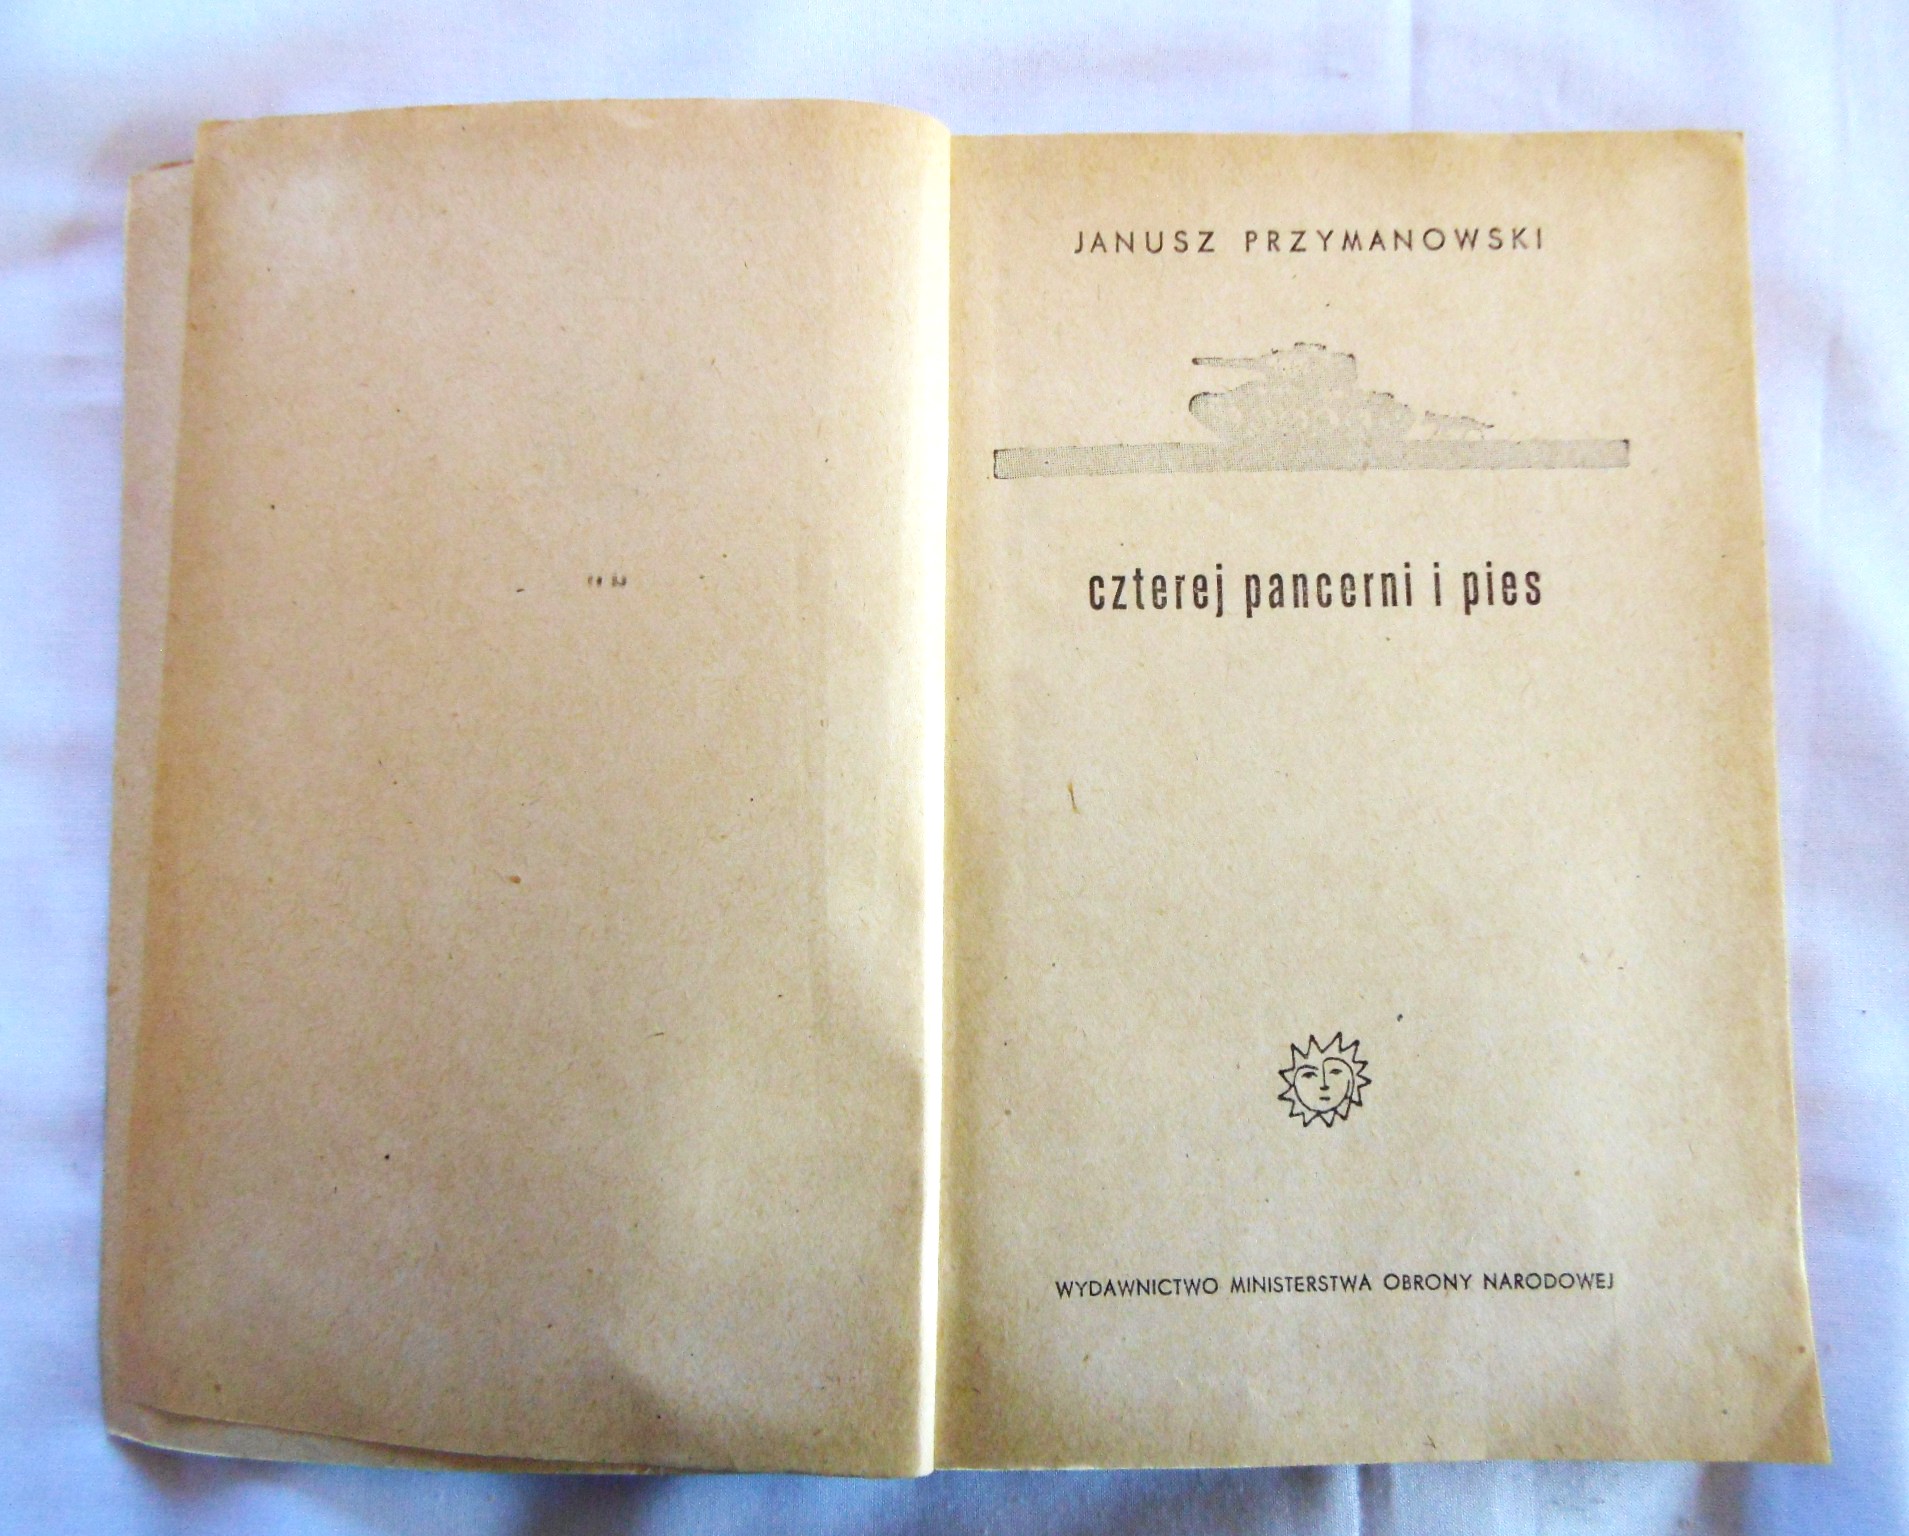 JANUSZ PRZYMANOWSKI
czterej pancerni i pies
WYDAWNICTWO MINISTERSTWA OBRONY NARODOWEJ